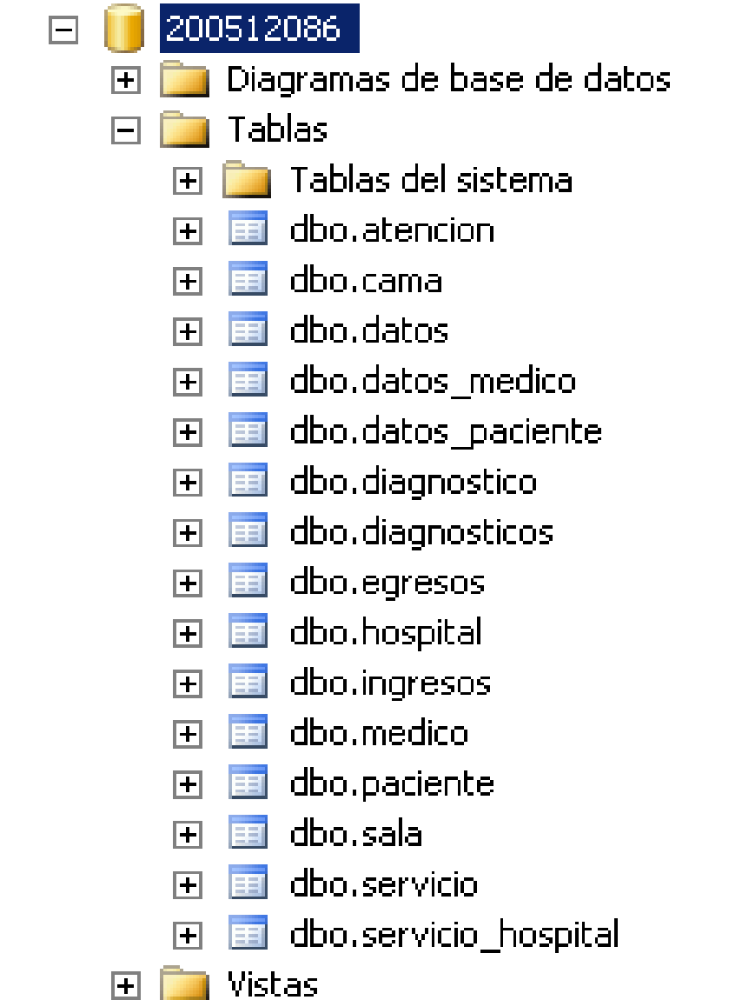 200512086
Diagramas de base de datos
Tablas
Tablas del sistema
dbo.atencion
dbo.cama
dbo.datos
dbo.datos_medico
dbo.datos_paciente
dbo.diagnostico
dbo.diagnosticos
dbo.egresos
dbo.hospital
dbo.ingresos
dbo.medico
dbo.paciente
dbo.sala
dbo.servicio
dbo.servicio_hospital
Vistas